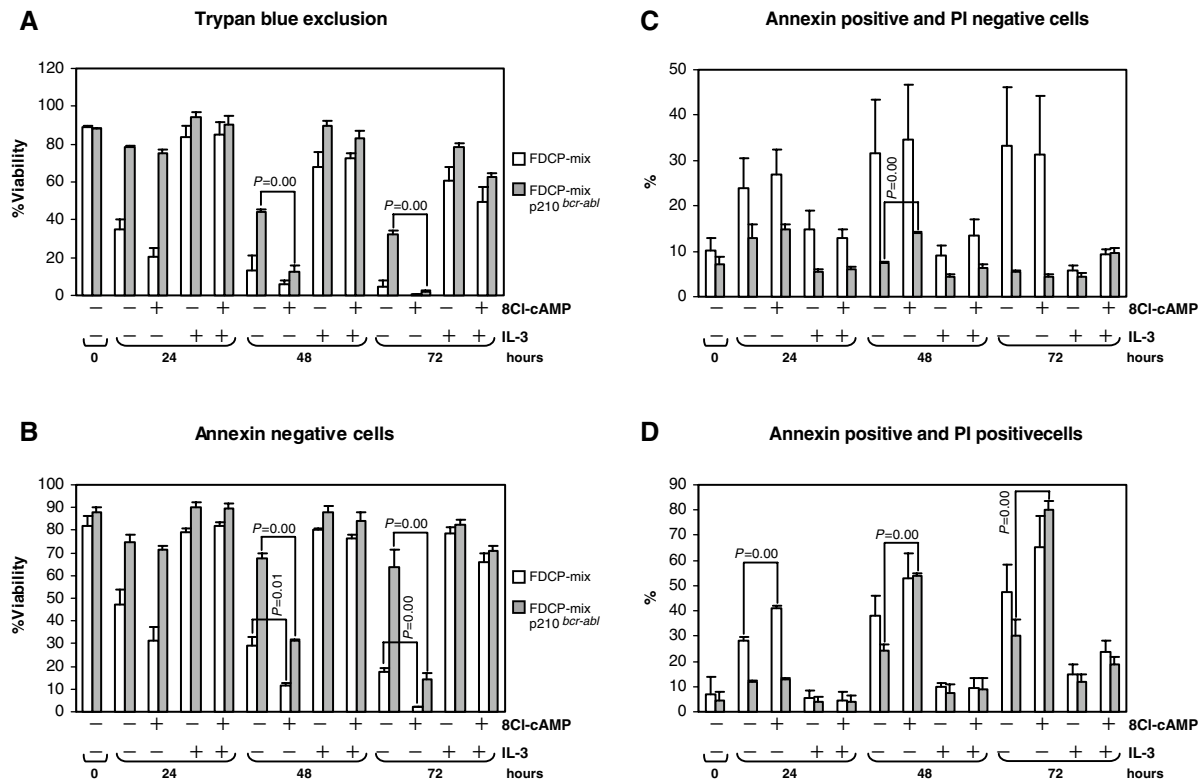 A
Trypan blue exclusion
120
100
80
60
40
20
0
%Viability
P=0.00
P=0.00
FDCP-mix
FDCP-mix
p210 bcr-abl
− − + − + − + − + − + − + 8Cl-cAMP
− − − + + − − + + − − + + IL-3
0 24 48 72 hours
C
Annexin positive and PI negative cells
50
40
30
20
10
0
%
P=0.00
− − + − + − + − + − + − + 8Cl-cAMP
− − − + + − − + + − − + + IL-3
0 24 48 72 hours
B
Annexin negative cells
100
90
80
70
60
50
40
30
20
10
0
%Viability
P=0.00
P=0.01
P=0.00
P=0.00
FDCP-mix
FDCP-mix
p210 bcr-abl
− − + − + − + − + − + − + 8Cl-cAMP
− − − + + − − + + − − + + IL-3
0 24 48 72 hours
D
Annexin positive and PI positivecells
90
80
70
60
50
40
30
20
10
0
%
P=0.00
P=0.00
P=0.00
− − + − + − + − + − + − + 8Cl-cAMP
− − − + + − − + + − − + + IL-3
0 24 48 72 hours